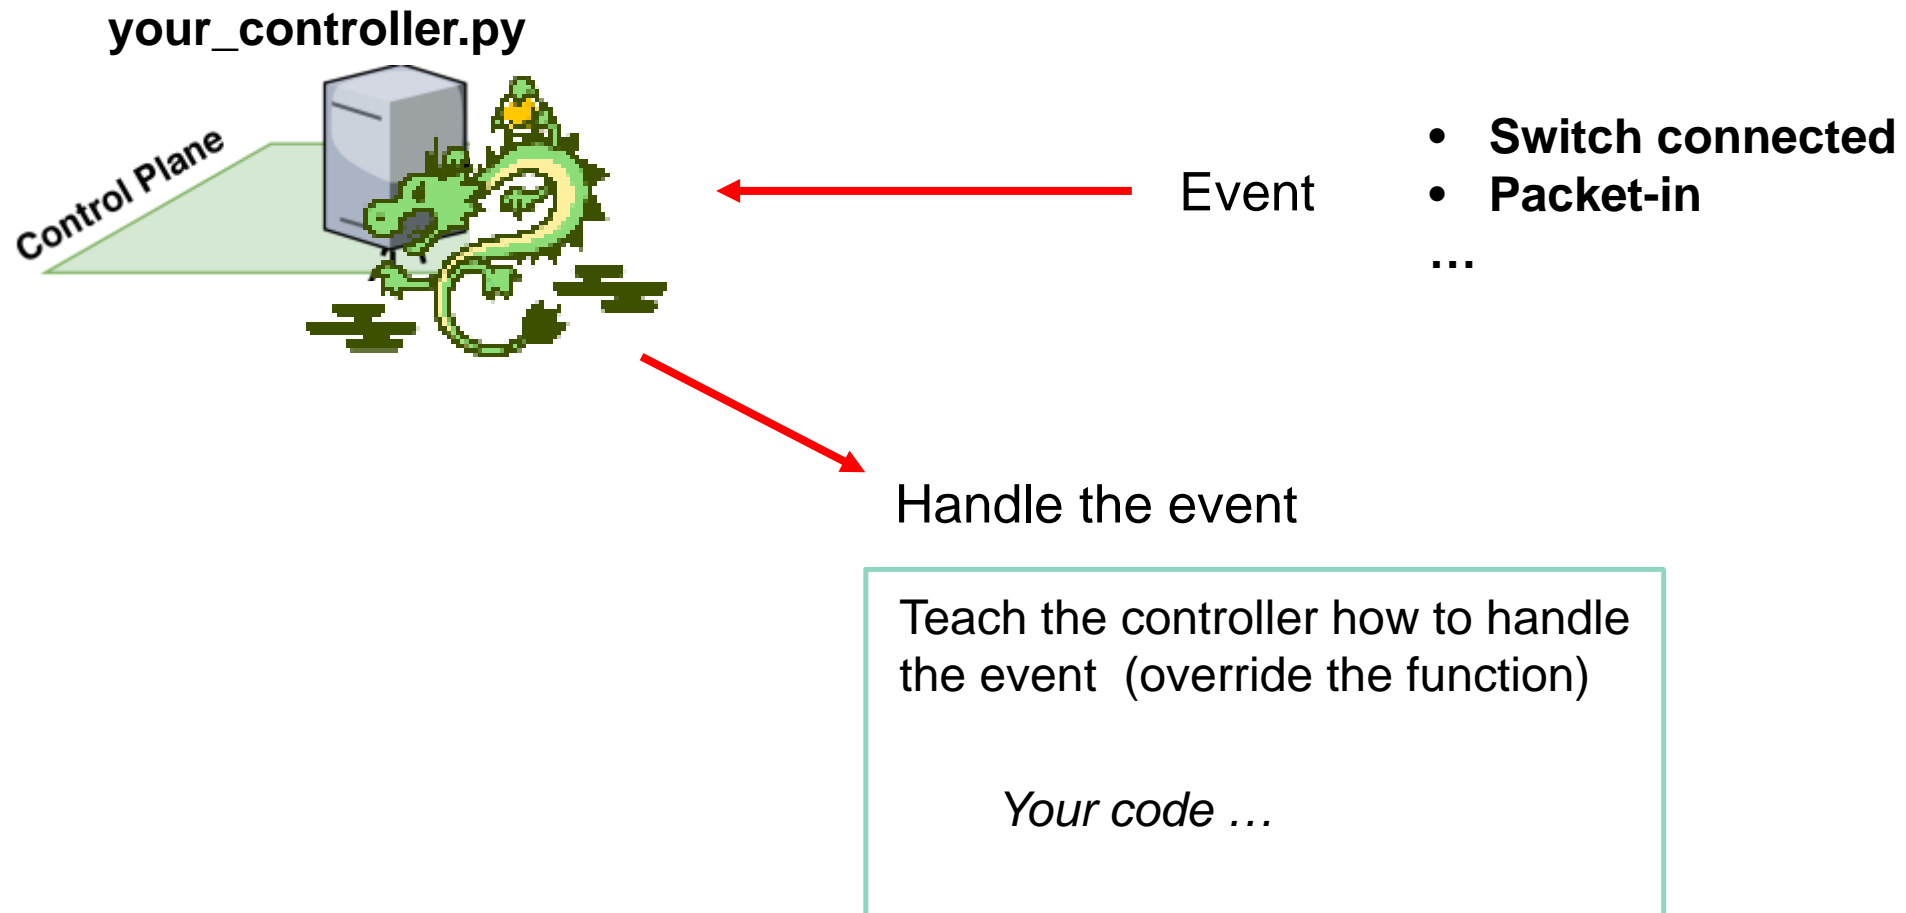 your_controller.py
Control Plane
Event
• Switch connected
• Packet-in
…
Handle the event
Teach the controller how to handle
the event (override the function)
Your code …